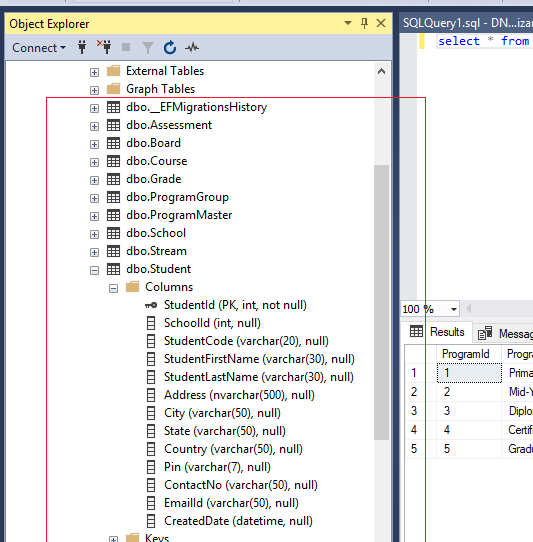 Object Explorer
Connect
External Tables
Graph Tables
dbo.__EFMigrationsHistory
dbo.Assessment
dbo.Board
dbo.Course
dbo.Grade
dbo.ProgramGroup
dbo.ProgramMaster
dbo.School
dbo.Stream
dbo.Student
Columns
StudentId (PK, int, not null)
SchoolId (int, null)
StudentCode (varchar(20), null)
StudentFirstName (varchar(30), null)
StudentLastName (varchar(30), null)
Address (nvarchar(500), null)
City (varchar(50), null)
State (varchar(50), null)
Country (varchar(50), null)
Pin (varchar(7), null)
ContactNo (varchar(50), null)
EmailId (varchar(50), null)
CreatedDate (datetime, null)
Keys
SQLQuery1.sql - DN...izar
select * from
100 %
Results
Messag
ProgramId Progr
1 1 Prima
2 2 Mid-Y
3 3 Diplo
4 4 Certifi
5 5 Gradu